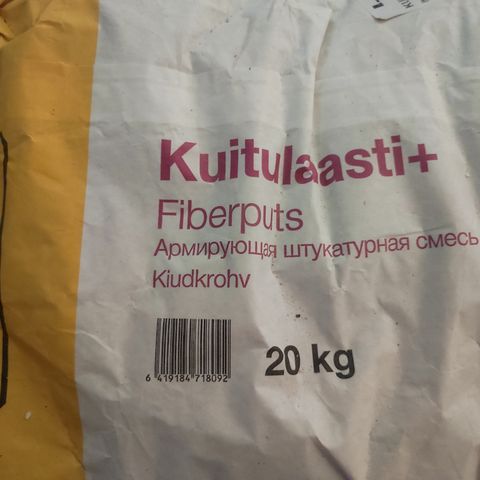 Kuitulaasti+
Fiberputs
Армирующая штукатурная смесь
Kiudkrohv
20 kg
6 419184 718092